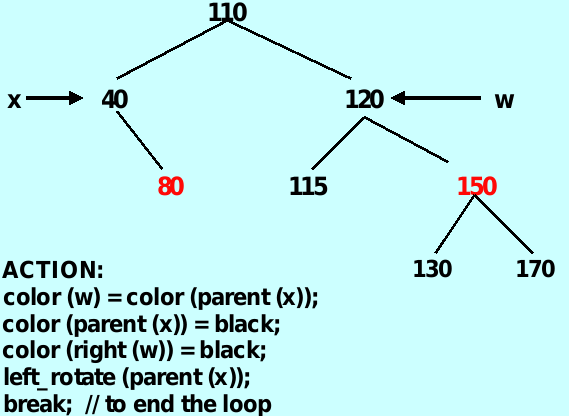 110
x 40 120 w
80 115 150
130 170
ACTION:
color (w) = color (parent (x));
color (parent (x)) = black;
color (right (w)) = black;
left_rotate (parent (x));
break; // to end the loop